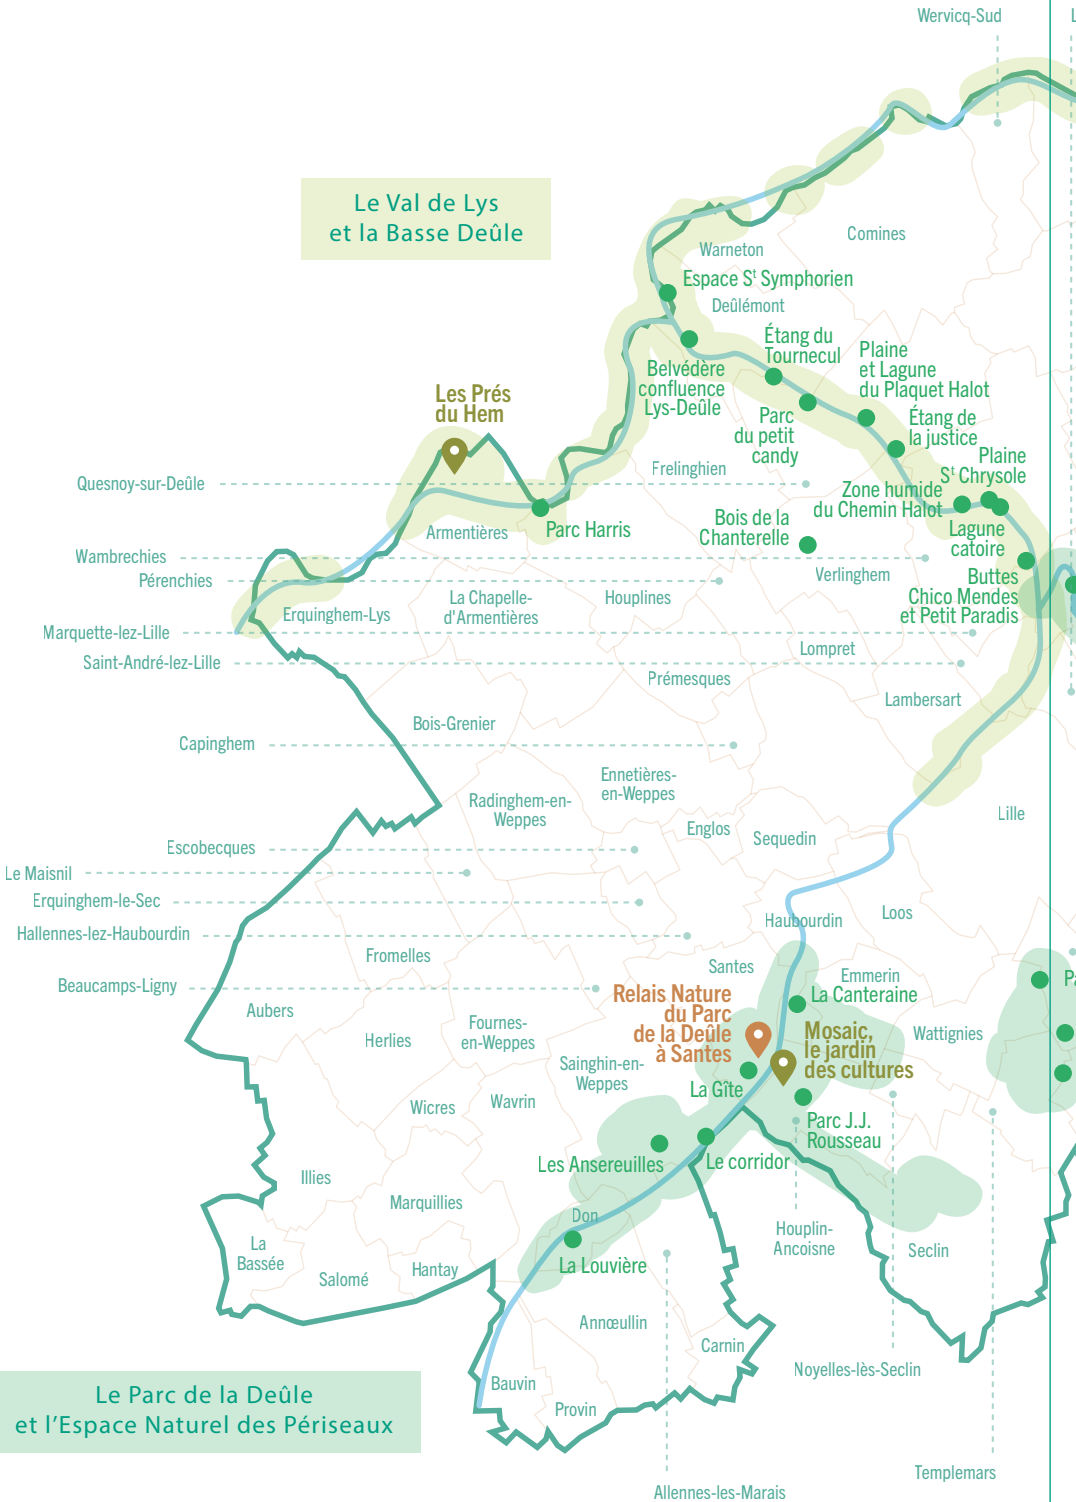 Wervicq-Sud
L
Le Val de Lys
et la Basse Deûle
Comines
Warneton
Espace St Symphorien
Deûlémont
Étang du
Tournecul
Plaine
et Lagune
du Plaquet Halot
Belvédère
confluence
Lys-Deûle
Les Prés
du Hem
Parc
du petit
candy
Étang de
la justice
Plaine
St Chrysole
Frelinghien
Quesnoy-sur-Deûle
Zone humide
du Chemin Halot
Bois de la
Chanterelle
Lagune
catoire
Armentières
Parc Harris
Wambrechies
Verlinghem
Pérenchies
Buttes
Chico Mendes
et Petit Paradis
La Chapelle-
d'Armentières
Houplines
Erquinghem-Lys
Marquette-lez-Lille
Saint-André-lez-Lille
Lompret
Prémesques
Lambersart
Bois-Grenier
Capinghem
Ennetières-
en-Weppes
Radinghem-en-
Weppes
Lille
Englos
Sequedin
Escobecques
Le Maisnil
Erquinghem-le-Sec
Haubourdin
Loos
Hallennes-lez-Haubourdin
Fromelles
Santes
Emmerin
Pa
Beaucamps-Ligny
Relais Nature
du Parc
de la Deûle
à Santes
La Canteraine
Aubers
Herlies
Fournes-
en-Weppes
Mosaic,
le jardin
des cultures
Wattignies
Sainghin-en-
Weppes
La Gîte
Wicres
Wavrin
Parc J.J.
Rousseau
Les Ansereuilles
Le corridor
Illies
Marquillies
Don
Houplin-
Ancoisne
La
Bassée
Seclin
Salomé
Hantay
La Louvière
Annœullin
Carnin
Noyelles-lès-Seclin
Bauvin
Le Parc de la Deûle
et l'Espace Naturel des Périseaux
Provin
Templemars
Allennes-les-Marais